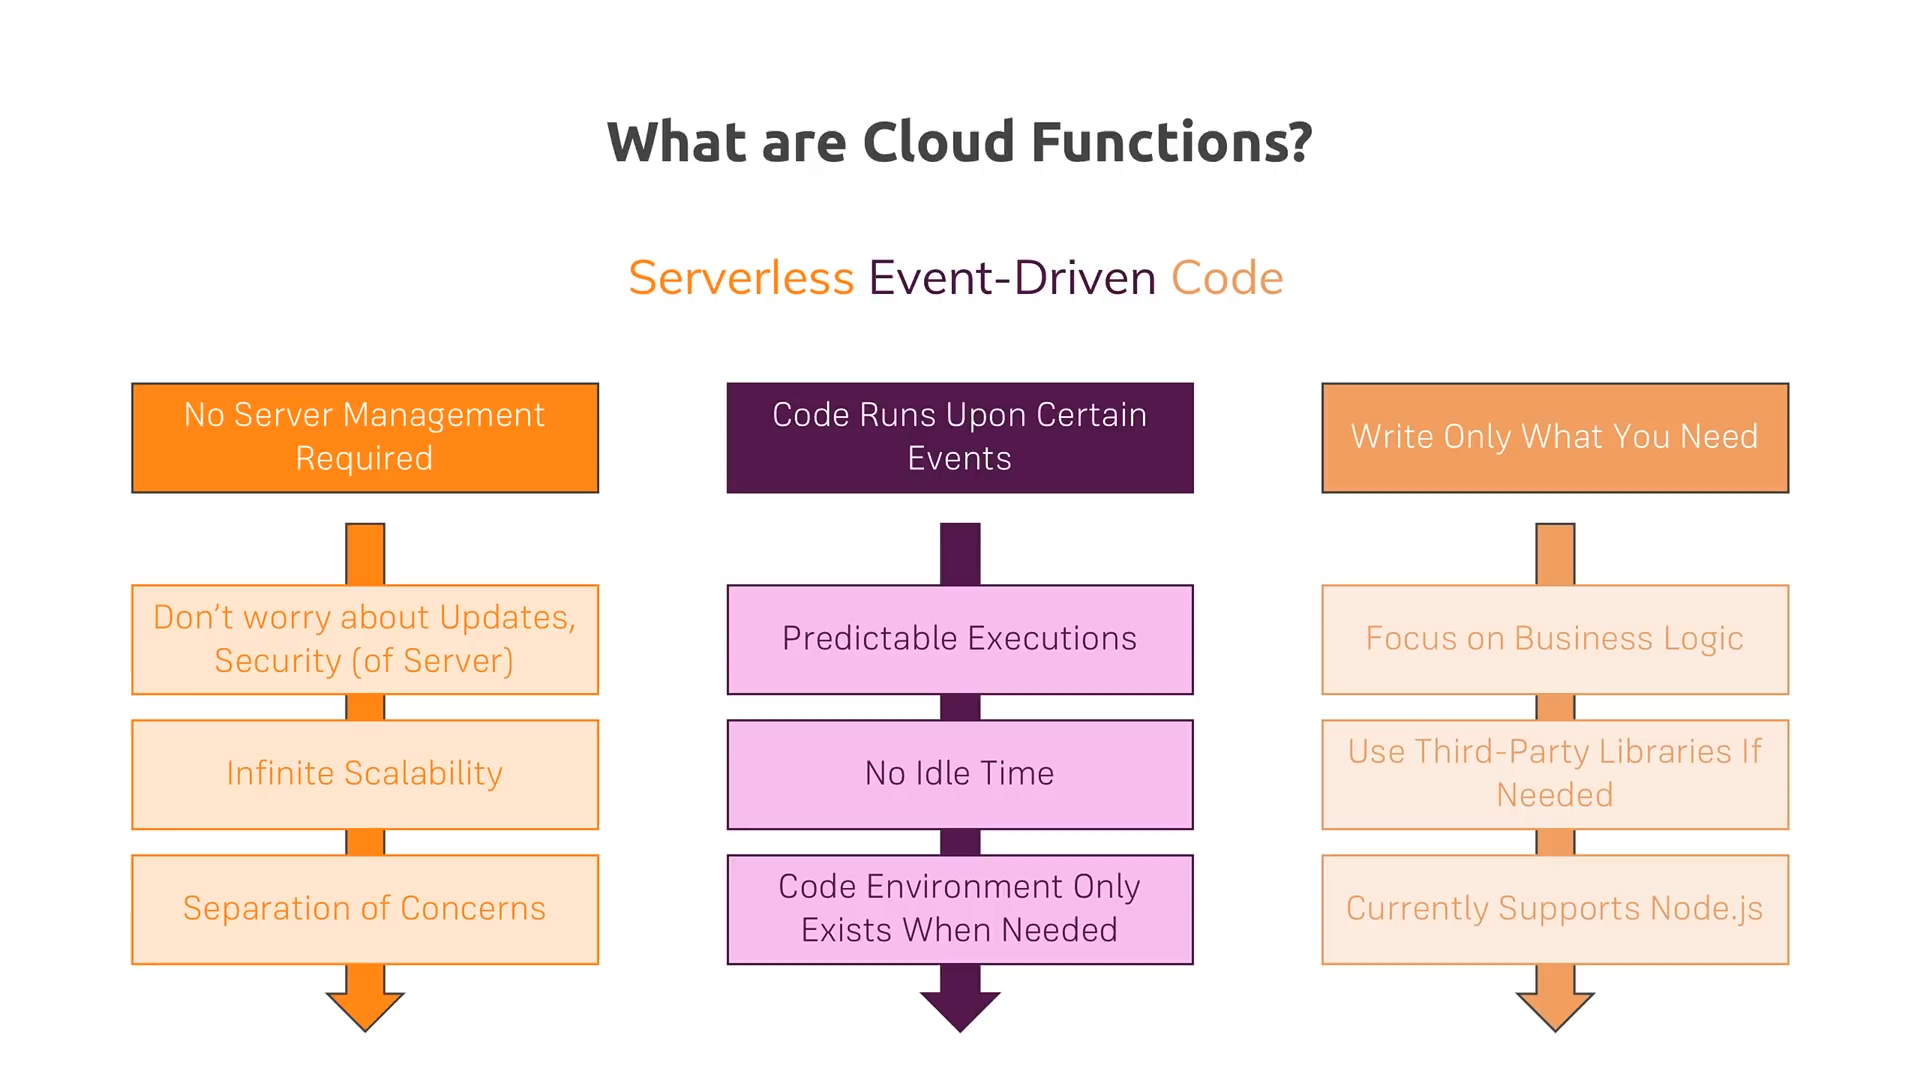 What are Cloud Functions?
Serverless Event-Driven Code
No Server Management
Required
Don’t worry about Updates,
Security (of Server)
Infinite Scalability
Separation of Concerns
Code Runs Upon Certain
Events
Predictable Executions
No Idle Time
Code Environment Only
Exists When Needed
Write Only What You Need
Focus on Business Logic
Use Third-Party Libraries If
Needed
Currently Supports Node.js